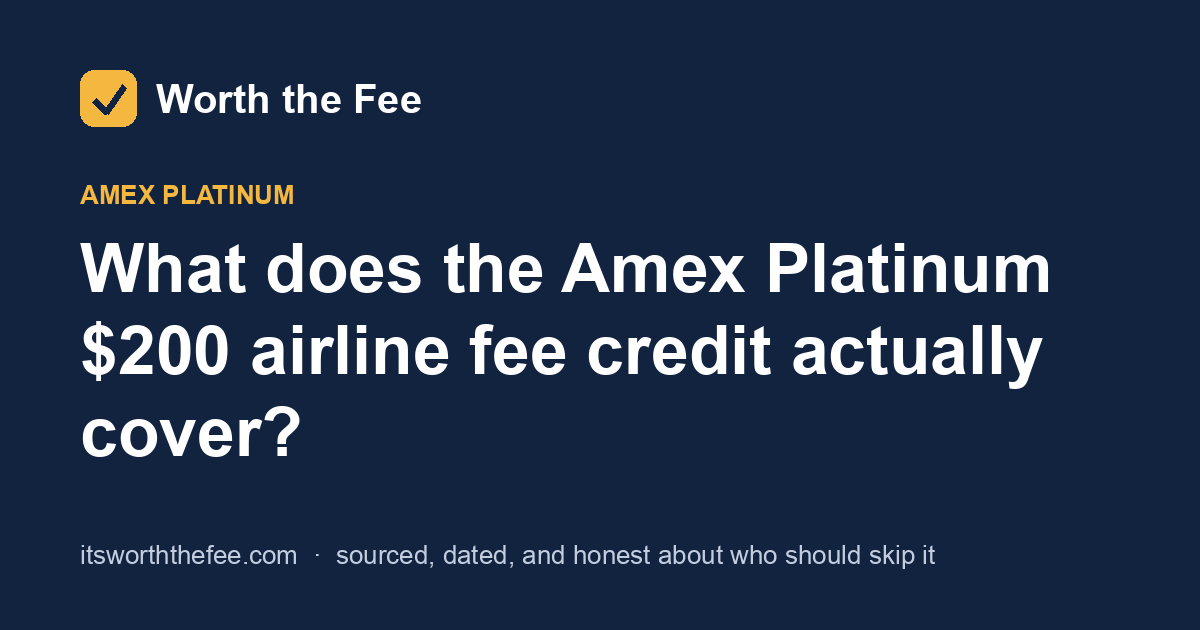 Worth the Fee
AMEX PLATINUM
What does the Amex Platinum
$200 airline fee credit actually
cover?
itsworththefee.com · sourced, dated, and honest about who should skip it